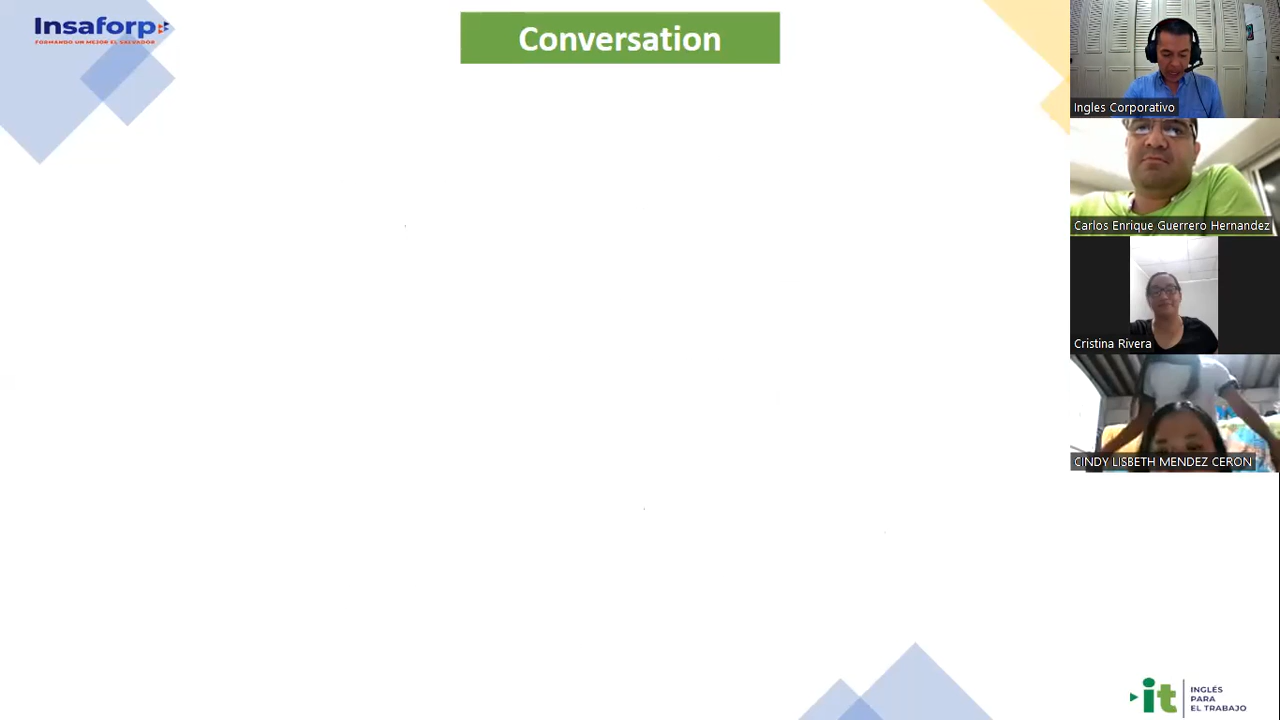 Insaforp
FORMANDO UN MEJOR EL SALVADOR
Conversation
Ingles Corporativo
Carlos Enrique Guerrero Hernandez
Cristina Rivera
CINDY LISBETH MENDEZ CERON
it
INGLÉS
PARA
EL TRABAJO